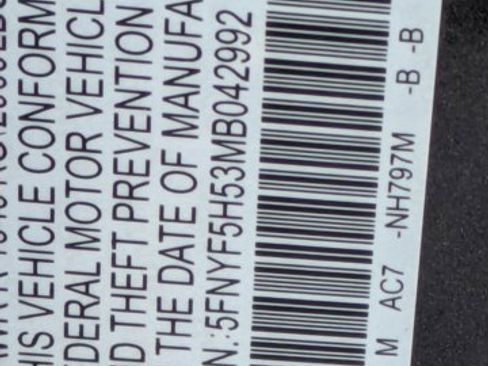 HIS VEHICLE CONFORM
DERAL MOTOR VEHICL
D THEFT PREVENTION
THE DATE OF MANUFA
N.:5FNYF5H53MB042992
M AC7 -NH797M -B -B